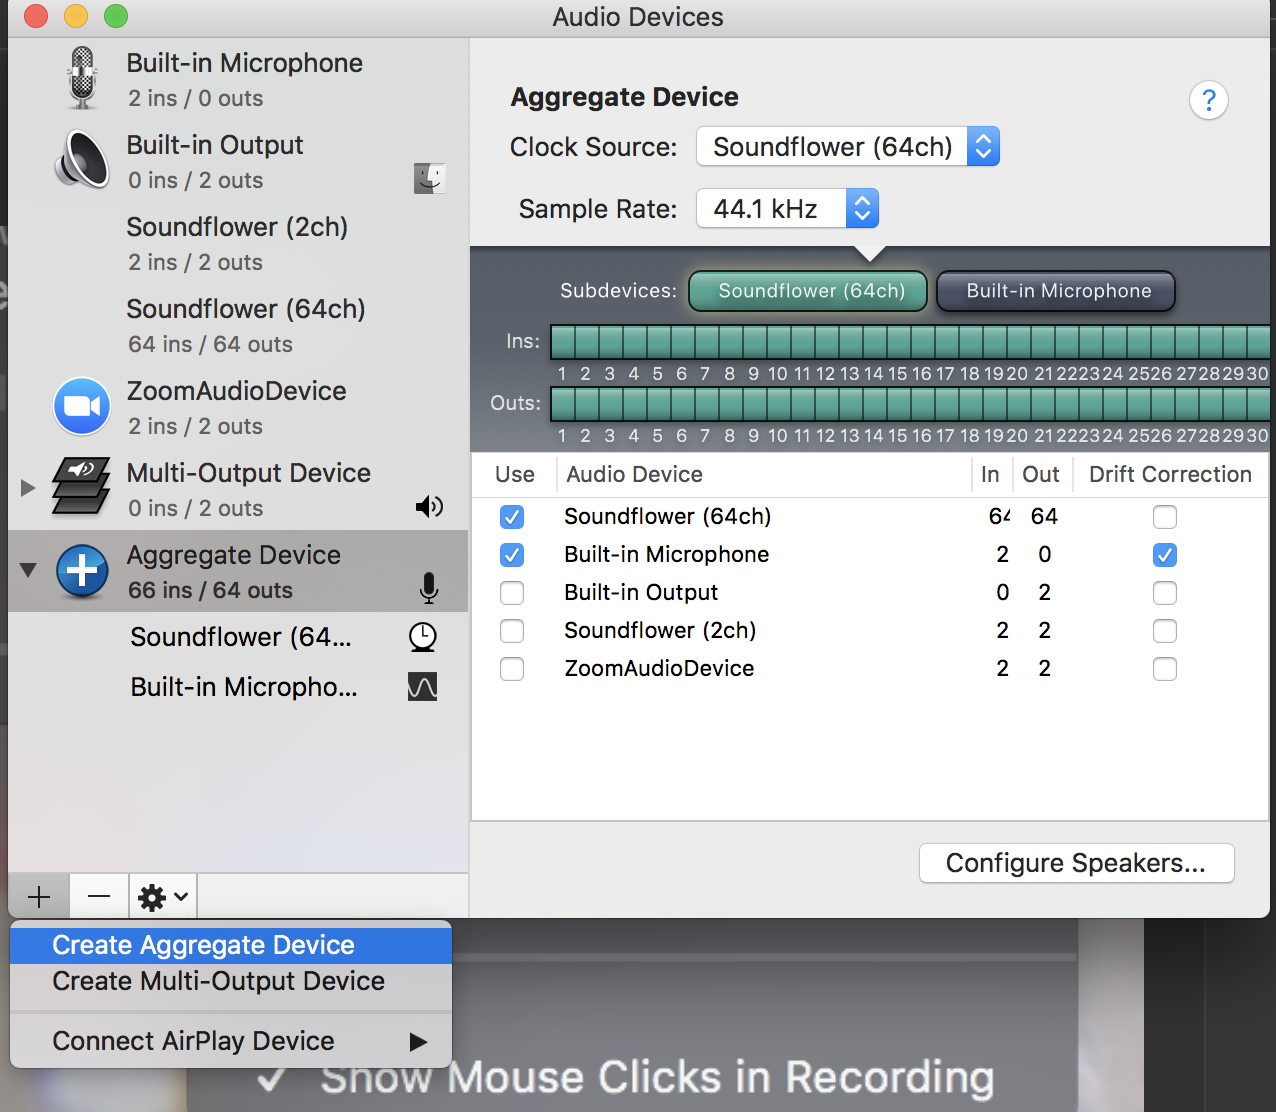 Audio Devices
Built-in Microphone
2 ins / 0 outs
Built-in Output
0 ins / 2 outs
Soundflower (2ch)
2 ins / 2 outs
Soundflower (64ch)
64 ins / 64 outs
ZoomAudioDevice
2 ins / 2 outs
Multi-Output Device
0 ins / 2 outs
Aggregate Device
66 ins / 64 outs
Soundflower (64...
Built-in Micropho...
Aggregate Device
?
Clock Source: Soundflower (64ch)
Sample Rate: 44.1 kHz
Subdevices: Soundflower (64ch) Built-in Microphone
Ins:
1 2 3 4 5 6 7 8 9 10 11 12 13 14 15 16 17 18 19 20 21 22 23 24 25 26 27 28 29 30
Outs:
1 2 3 4 5 6 7 8 9 10 11 12 13 14 15 16 17 18 19 20 21 22 23 24 25 26 27 28 29 30
Use Audio Device In Out Drift Correction
Soundflower (64ch) 64 64
Built-in Microphone 2 0
Built-in Output 0 2
Soundflower (2ch) 2 2
ZoomAudioDevice 2 2
Configure Speakers...
Create Aggregate Device
Create Multi-Output Device
Connect AirPlay Device
Show Mouse Clicks in Recording